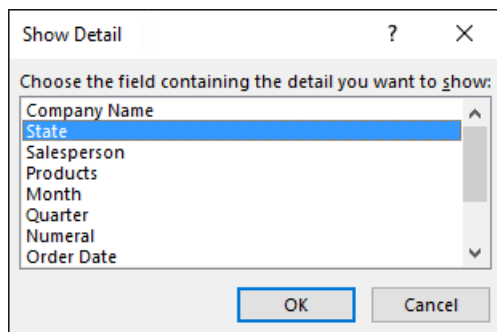 Show Detail ?
Choose the field containing the detail you want to show:
Company Name
State
Salesperson
Products
Month
Quarter
Numeral
Order Date
OK Cancel